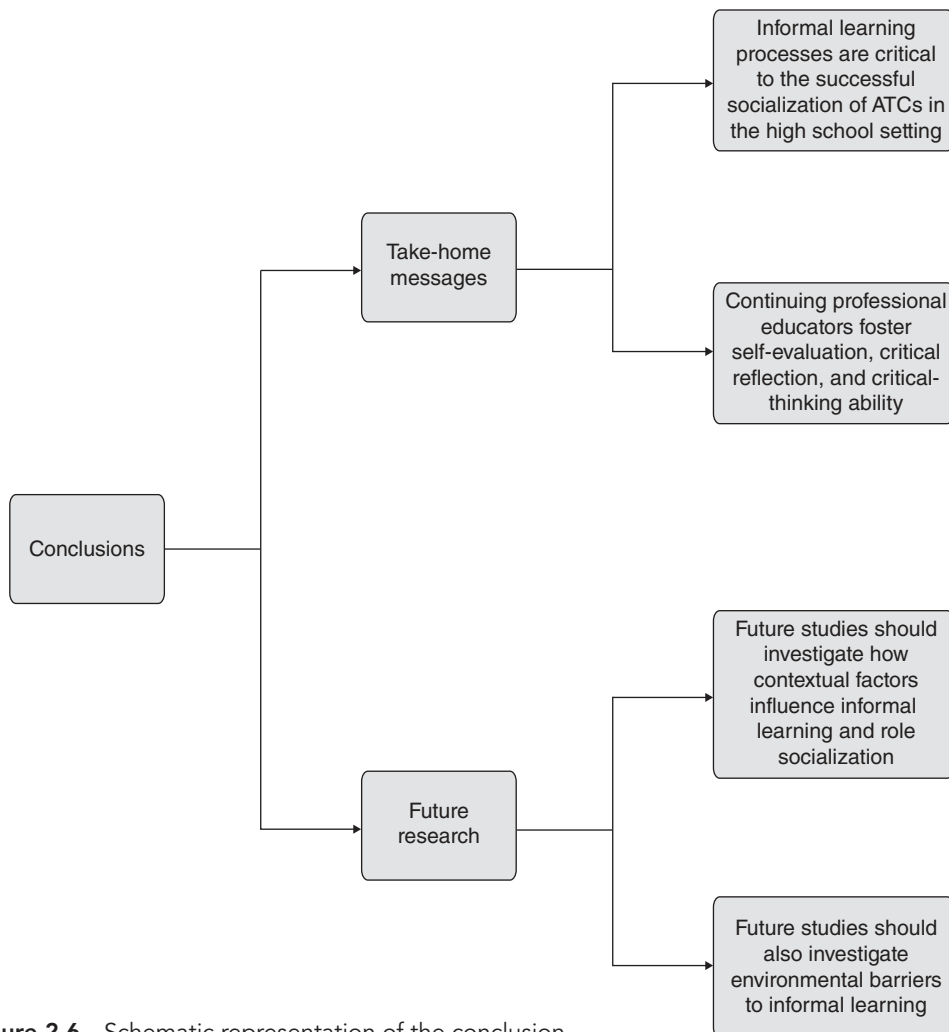 Informal learning
processes are critical
to the successful
socialization of ATCs in
the high school setting
Take-home
messages
Continuing professional
educators foster
self-evaluation, critical
reflection, and critical-
thinking ability
Conclusions
Future studies should
investigate how
contextual factors
influence informal
learning and role
socialization
Future
research
Future studies should
also investigate
environmental barriers
to informal learning
2.6 Schematic representation of the conclusion